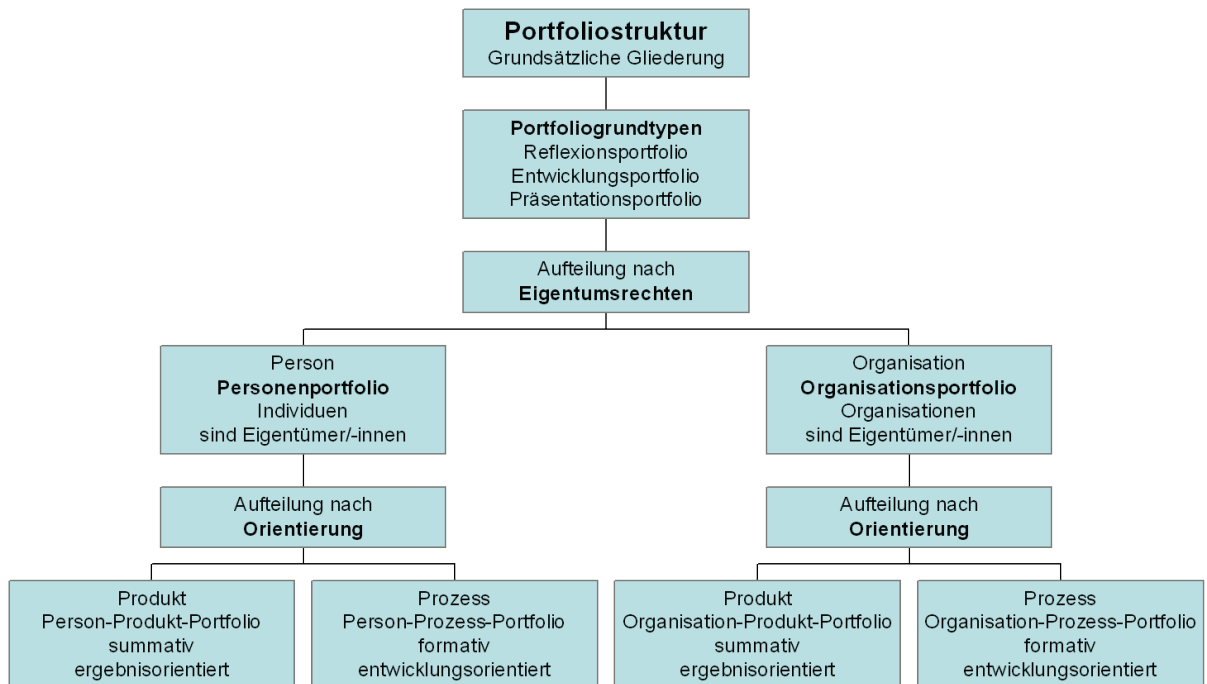 Portfoliostruktur
Grundsätzliche Gliederung
Portfoliogrundtypen
Reflexionsportfolio
Entwicklungsportfolio
Präsentationsportfolio
Aufteilung nach
Eigentumsrechten
Person
Personenportfolio
Individuen
sind Eigentümer/-innen
Organisation
Organisationsportfolio
Organisationen
sind Eigentümer/-innen
Aufteilung nach
Orientierung
Aufteilung nach
Orientierung
Produkt
Person-Produkt-Portfolio
summativ
ergebnisorientiert
Prozess
Person-Prozess-Portfolio
formativ
entwicklungsorientiert
Produkt
Organisation-Produkt-Portfolio
summativ
ergebnisorientiert
Prozess
Organisation-Prozess-Portfolio
formativ
entwicklungsorientiert